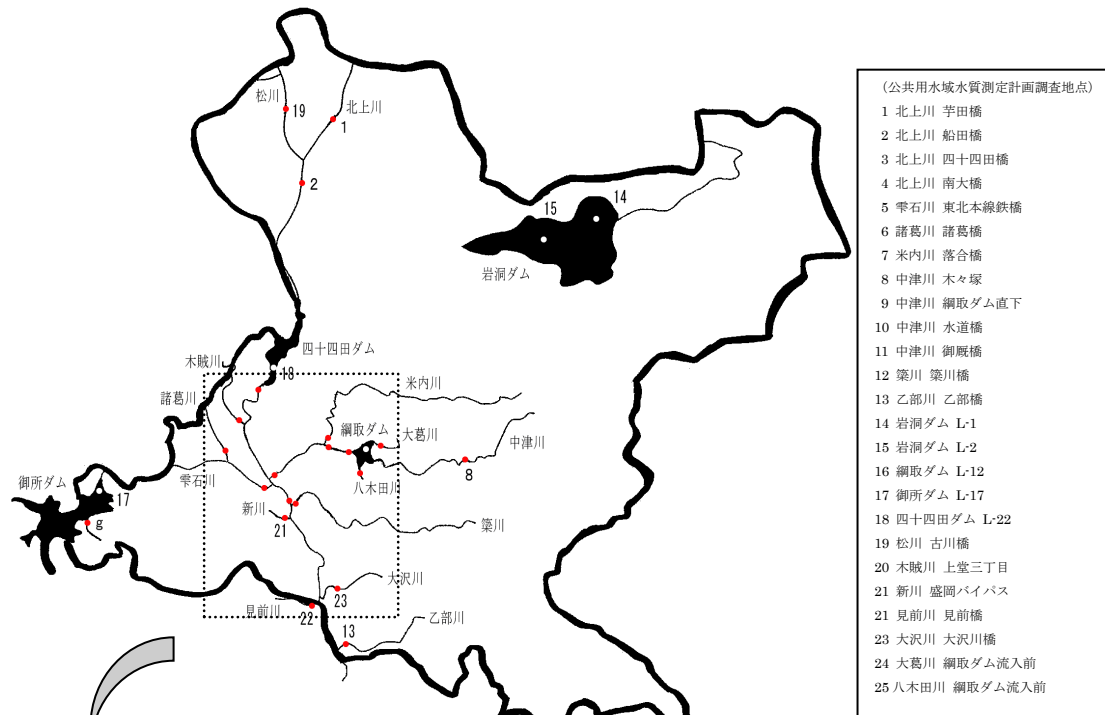 松川
19
北上川
1
2
14
15
岩洞ダム
四十四田ダム
18
木賊川
諸葛川
米内川
綱取ダム
大葛川
中津川
8
八木田川
雫石川
御所ダム
17
g
新川
21
簗川
大沢川
23
見前川
22
乙部川
13
(公共用水域水質測定計画調査地点)
1 北上川 芋田橋
2 北上川 船田橋
3 北上川 四十四田橋
4 北上川 南大橋
5 雫石川 東北本線鉄橋
6 諸葛川 諸葛橋
7 米内川 落合橋
8 中津川 木々塚
9 中津川 綱取ダム直下
10 中津川 水道橋
11 中津川 御厩橋
12 簗川 簗川橋
13 乙部川 乙部橋
14 岩洞ダム L-1
15 岩洞ダム L-2
16 綱取ダム L-12
17 御所ダム L-17
18 四十四田ダム L-22
19 松川 古川橋
20 木賊川 上堂三丁目
21 新川 盛岡バイパス
21 見前川 見前橋
23 大沢川 大沢川橋
24 大葛川 綱取ダム流入前
25 八木田川 綱取ダム流入前